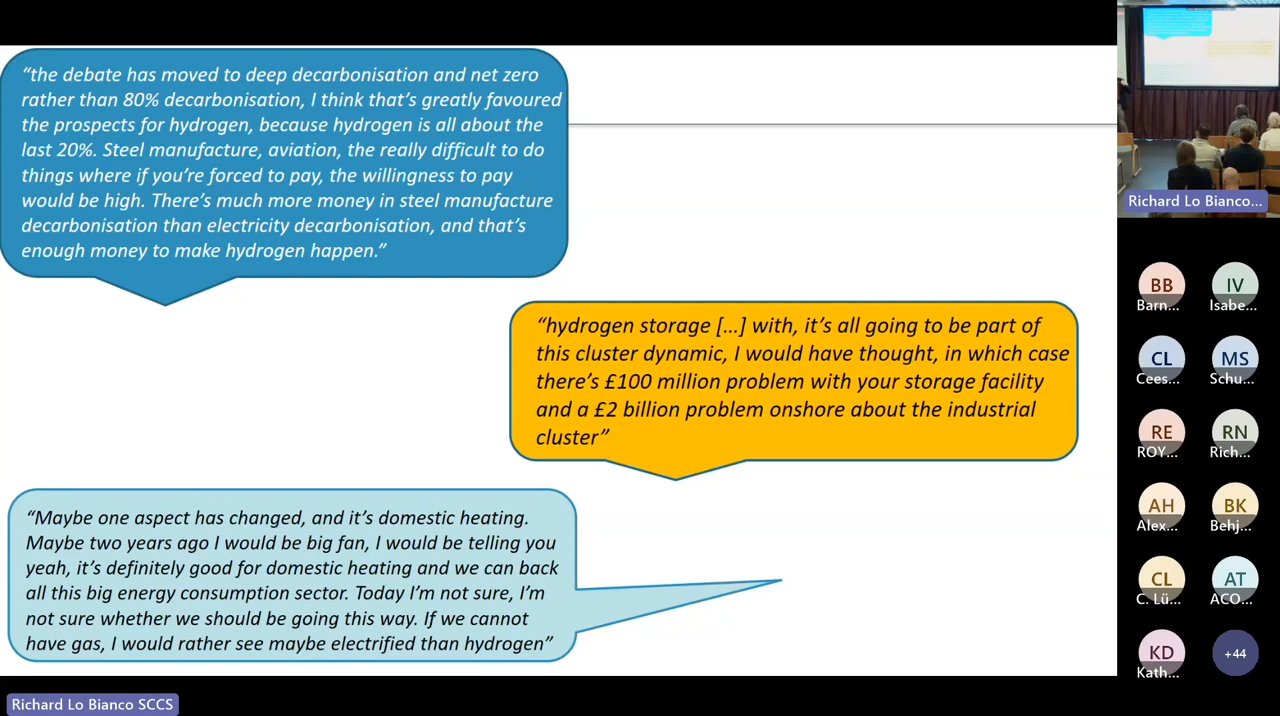 “the debate has moved to deep decarbonisation and net zero
rather than 80% decarbonisation, I think that’s greatly favoured
the prospects for hydrogen, because hydrogen is all about the
last 20%. Steel manufacture, aviation, the really difficult to do
things where if you’re forced to pay, the willingness to pay
would be high. There’s much more money in steel manufacture
decarbonisation than electricity decarbonisation, and that’s
enough money to make hydrogen happen.”
“hydrogen storage […] with, it’s all going to be part of
this cluster dynamic, I would have thought, in which case
there’s £100 million problem with your storage facility
and a £2 billion problem onshore about the industrial
cluster”
“Maybe one aspect has changed, and it’s domestic heating.
Maybe two years ago I would be big fan, I would be telling you
yeah, it’s definitely good for domestic heating and we can back
all this big energy consumption sector. Today I’m not sure, I’m
not sure whether we should be going this way. If we cannot
have gas, I would rather see maybe electrified than hydrogen”
Richard Lo Bianco SCCS
Richard Lo Bianco...
BB
Barn...
IV
Isabe...
CL
Cees...
MS
Schu...
RE
ROY...
RN
Rich...
AH
Alex...
BK
Behj...
CL
C. Lü...
AT
ACO...
KD
Kath...
+44